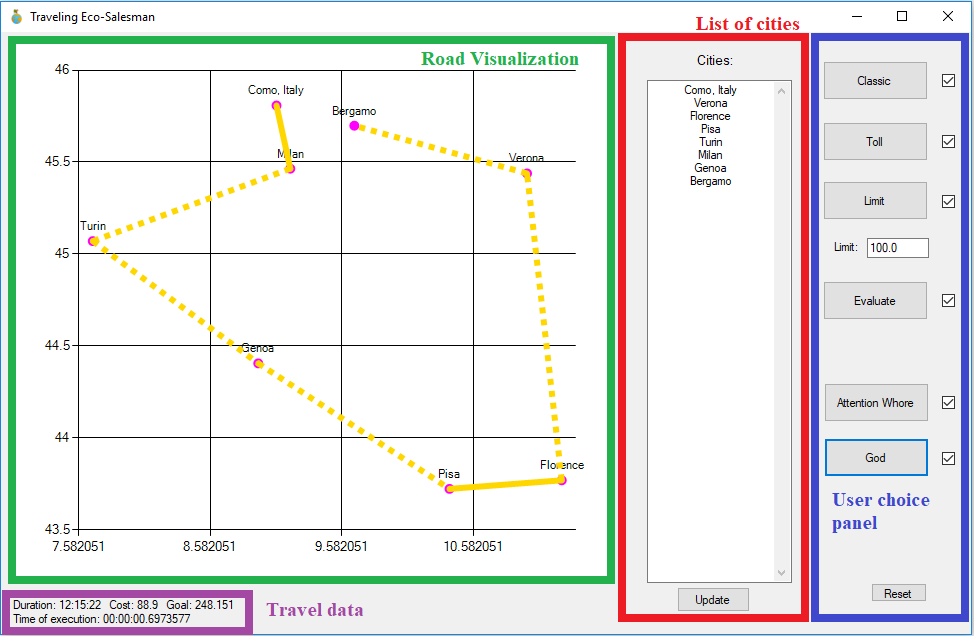 Traveling Eco-Salesman
List of cities
Road Visualization
46
45.5
45
44.5
44
43.5
7.582051
8.582051
9.582051
10.582051
Como, Italy
Bergamo
Milan
Verona
Turin
Genoa
Pisa
Florence
Cities:
Como, Italy
Verona
Florence
Pisa
Turin
Milan
Genoa
Bergamo
Update
Classic
Toll
Limit
Limit: 100.0
Evaluate
Attention Whore
God
User choice
panel
Reset
Duration: 12:15:22 Cost: 88.9 Goal: 248.151
Time of execution: 00:00:00.6973577
Travel data